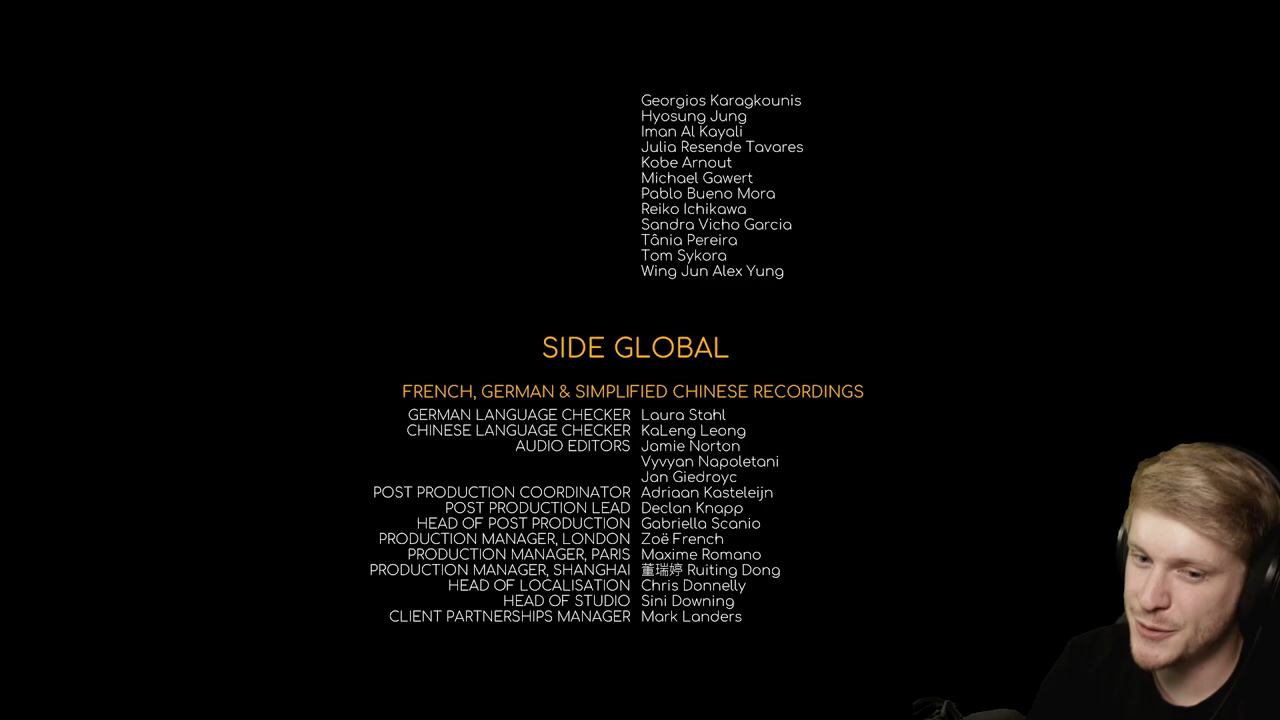 Georgios Karagkounis
Hyosung Jung
Iman Al Kayali
Julia Resende Tavares
Kobe Arnout
Michael Gawert
Pablo Bueno Mora
Reiko Ichikawa
Sandra Vicho Garcia
Tânia Pereira
Tom Sykora
Wing Jun Alex Yung
SIDE GLOBAL
FRENCH, GERMAN & SIMPLIFIED CHINESE RECORDINGS
GERMAN LANGUAGE CHECKER Laura Stahl
CHINESE LANGUAGE CHECKER KaLeng Leong
AUDIO EDITORS Jamie Norton
Vyvyan Napoletani
Jan Giedroyc
POST PRODUCTION COORDINATOR Adriaan Kasteleijn
POST PRODUCTION LEAD Declan Knapp
HEAD OF POST PRODUCTION Gabriella Scanio
PRODUCTION MANAGER, LONDON Zoë French
PRODUCTION MANAGER, PARIS Maxime Romano
PRODUCTION MANAGER, SHANGHAI 董瑞婷 Ruiting Dong
HEAD OF LOCALISATION Chris Donnelly
HEAD OF STUDIO Sini Downing
CLIENT PARTNERSHIPS MANAGER Mark Landers